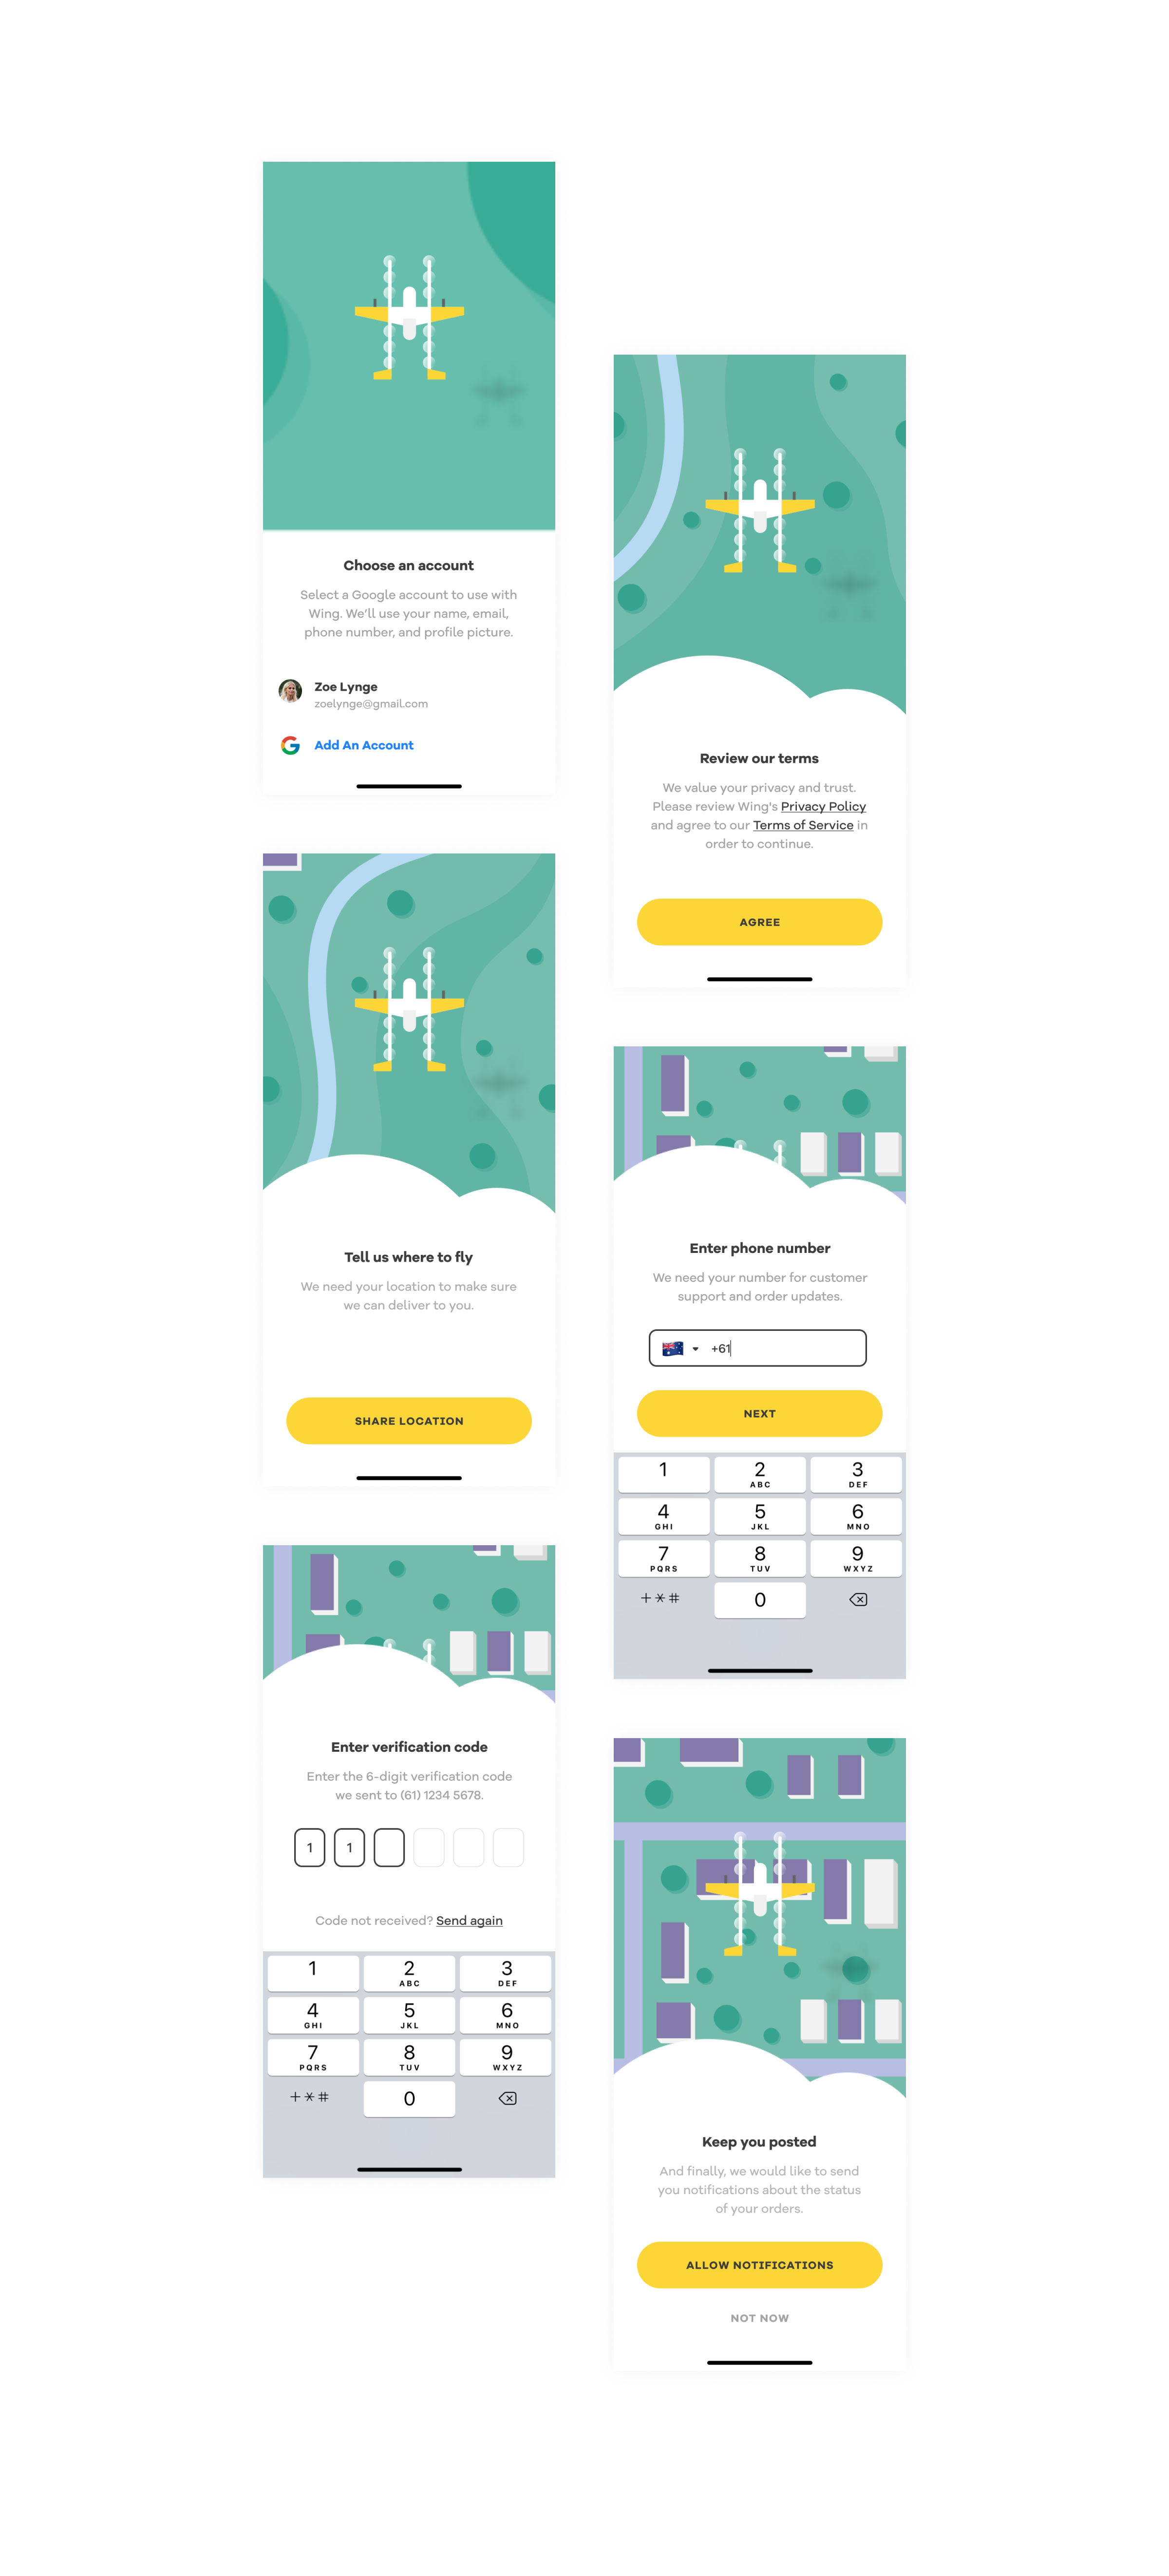 Choose an account
Select a Google account to use with
Wing. We'll use your name, email,
phone number, and profile picture.
Zoe Lynge
zoelynge@gmail.com
Add An Account
Review our terms
We value your privacy and trust.
Please review Wing's Privacy Policy
and agree to our Terms of Service in
order to continue.
AGREE
Tell us where to fly
We need your location to make sure
we can deliver to you.
SHARE LOCATION
Enter phone number
We need your number for customer
support and order updates.
+61
NEXT
1 2 3
ABC DEF
4 5 6
GHI JKL MNO
7 8 9
PQRS TUV WXYZ
+*# 0
Enter verification code
Enter the 6-digit verification code
we sent to (61) 1234 5678.
1 1
Code not received? Send again
1 2 3
ABC DEF
4 5 6
GHI JKL MNO
7 8 9
PQRS TUV WXYZ
+*# 0
Keep you posted
And finally, we would like to send
you notifications about the status
of your orders.
ALLOW NOTIFICATIONS
NOT NOW